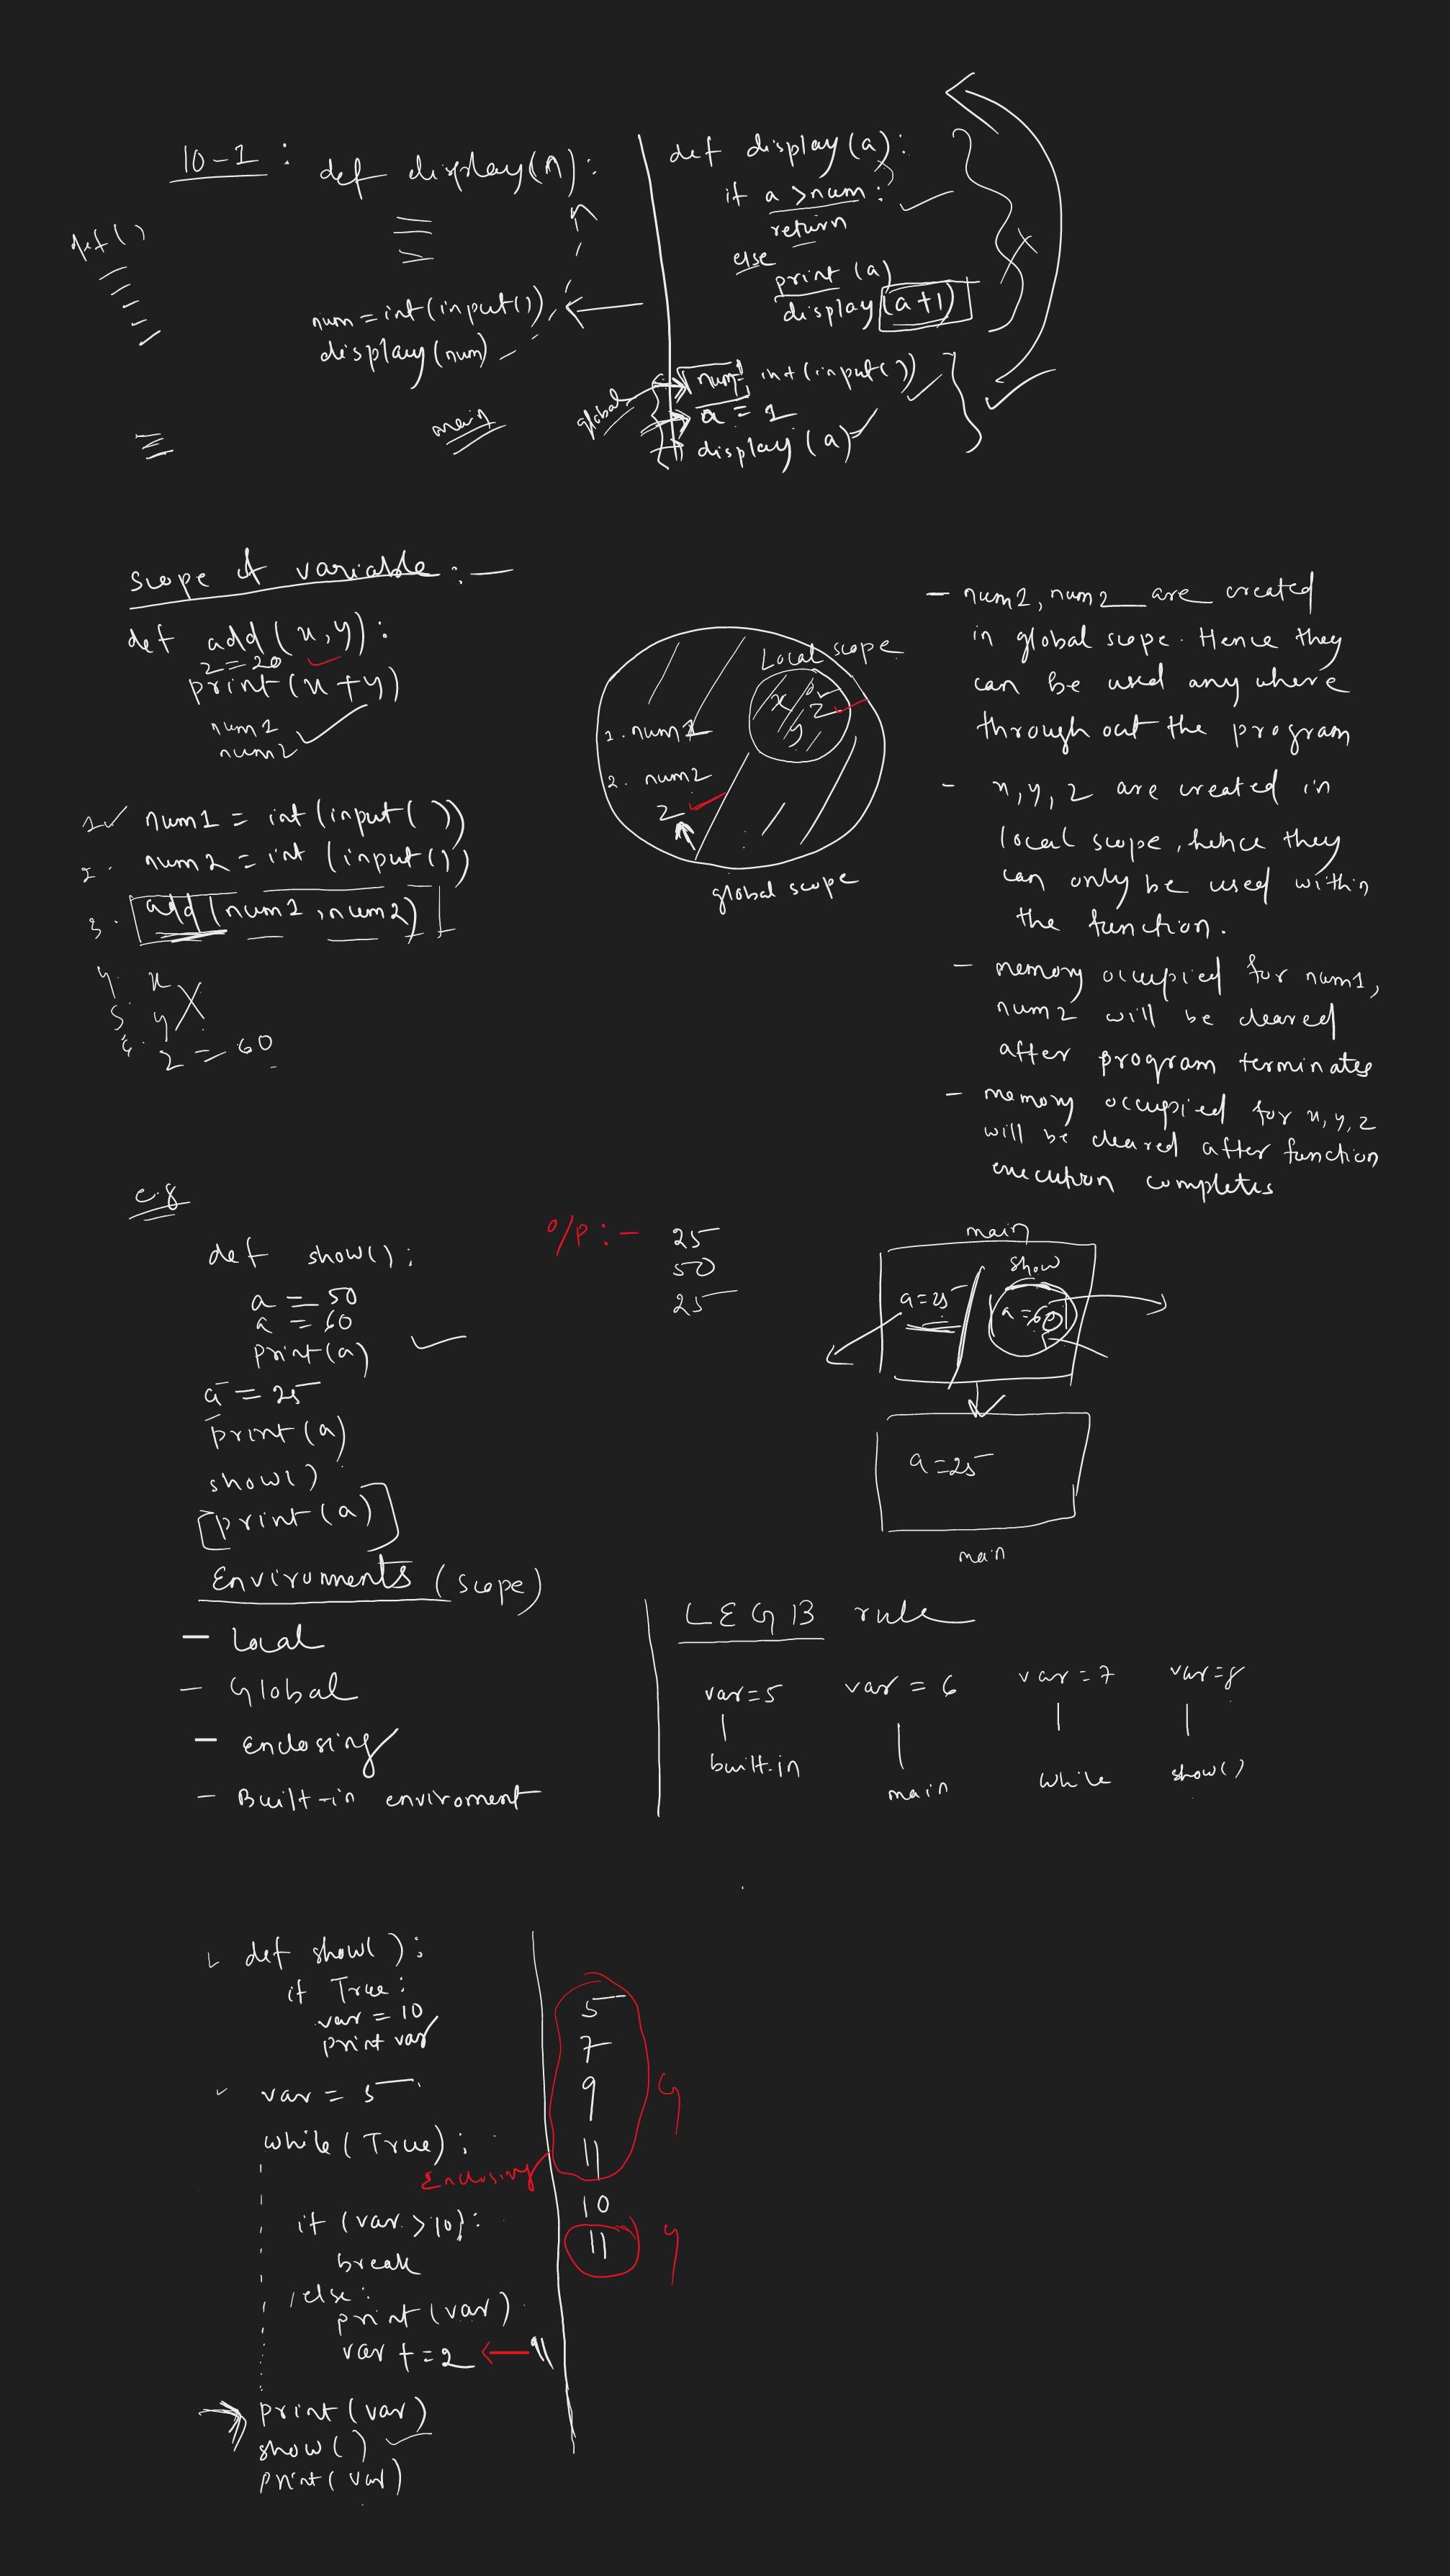 10-1 : def display(n):
def()
num = int(input())
display(num)
main
def display(a):
if a > num :
return
else
print (a)
display (a+1)
global
num = int(input())
a = 1
display (a)
scope of variable :-
def add(x,y):
z = 20
print(x+y)
num1
num2
1. num1 = int(input( ))
2. num2 = int (input())
3. add(num1, num2)
4. x
5. y
6. z = 60
Local scope
x z
y
1. num1
2. num2
z
global scope
- num2, num2 are created
in global scope. Hence they
can be used any where
through out the program
- x, y, z are created in
local scope, hence they
can only be used within
the function.
- memory occupied for num1,
num2 will be cleared
after program terminates
- memory occupied for x, y, z
will be cleared after function
execution completes
e.g
def show():
a = 50
a = 60
print(a)
a = 25
print(a)
show()
[print(a)]
O/P :-
25
50
25
main
show
a=25
a=60
a=25
main
Enviroments (scope)
- Local
- Global
- Enclosing
- Built-in enviroment
LEGB rule
var=5 var = 6 var = 7 var=8
built-in main while show()
def show( ):
if True:
var = 10
print var
var = 5
while( True) :
if (var > 10):
break
else:
print(var)
var += 2 ← 11
print(var)
show( )
print( var)
Enclosing
5
7
9
11
10
11